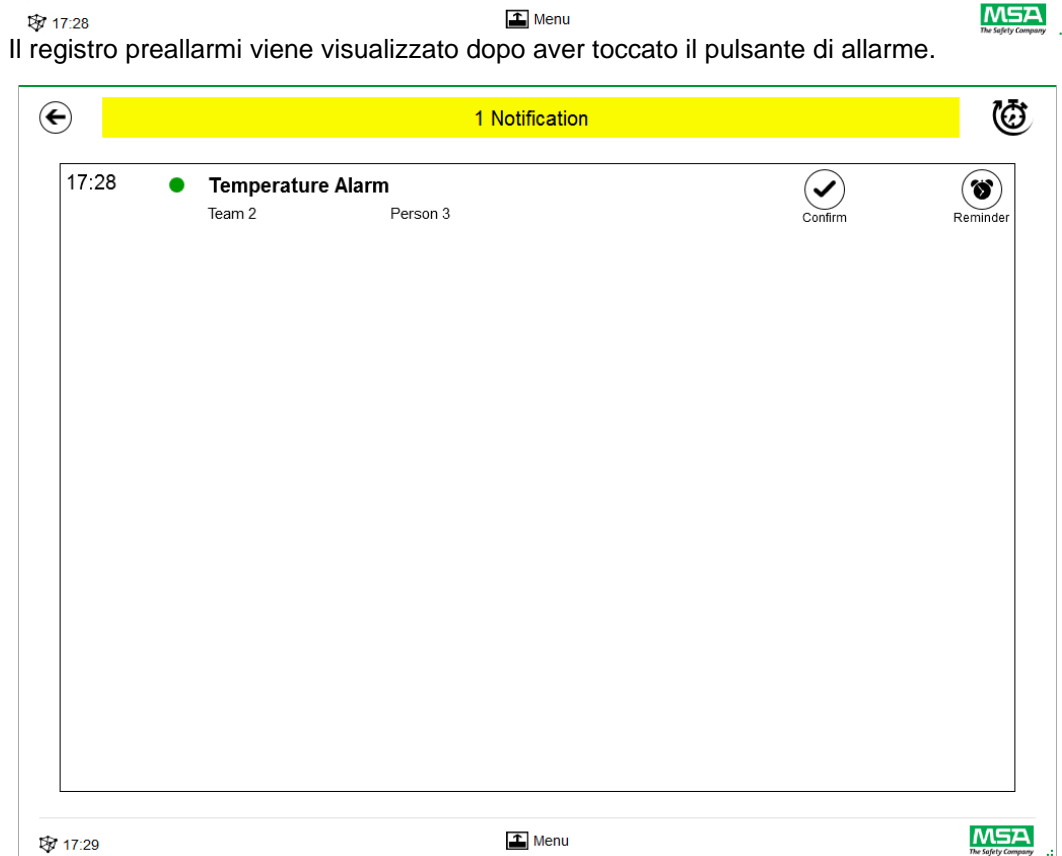 17:28
Menu
MSA
The Safety Company
.
Il registro preallarmi viene visualizzato dopo aver toccato il pulsante di allarme.
1 Notification
17:28
Temperature Alarm
Confirm
Reminder
Team 2 Person 3
17:29
Menu
MSA
The Safety Company